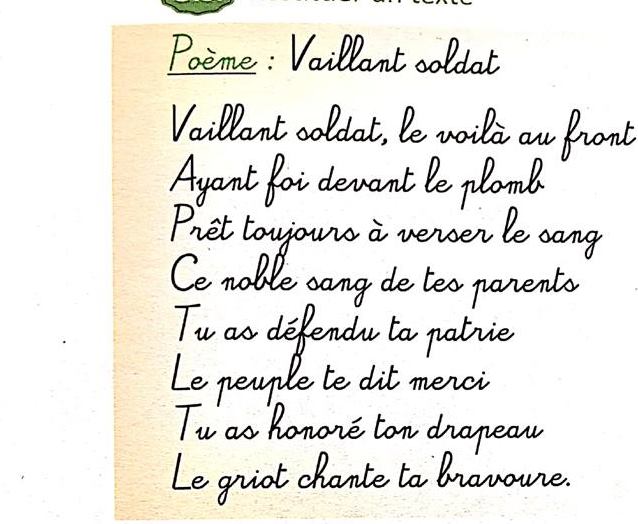 un texte
Poème : Vaillant soldat
Vaillant soldat, le voilà au front
Ayant foi devant le plomb
Prêt toujours à verser le sang
Ce noble sang de tes parents
Tu as défendu ta patrie
Le peuple te dit merci
Tu as honoré ton drapeau
Le griot chante ta bravoure.